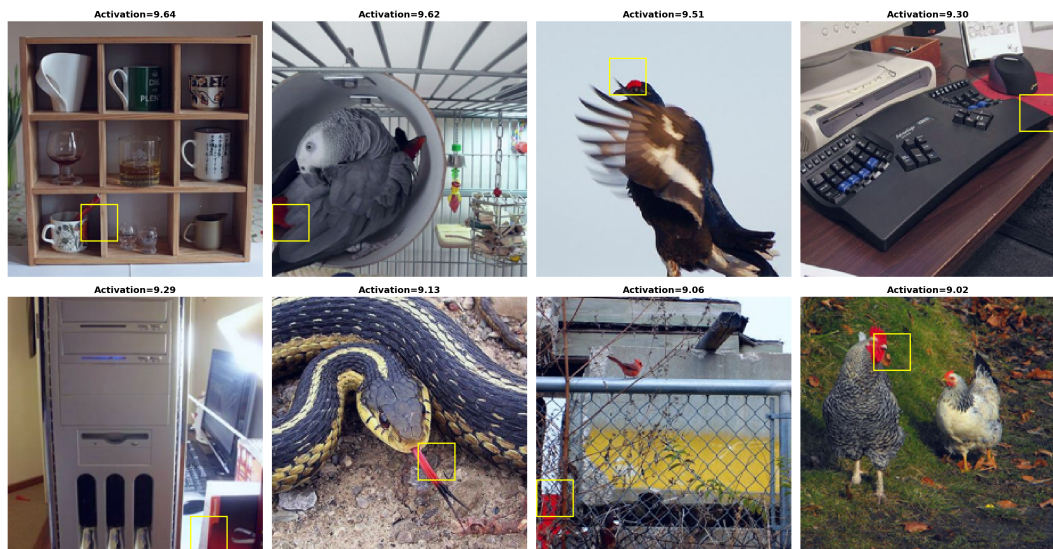 Activation=9.64
Activation=9.62
Activation=9.51
Activation=9.30
PLENTY
Activation=9.29
Activation=9.13
Activation=9.06
Activation=9.02